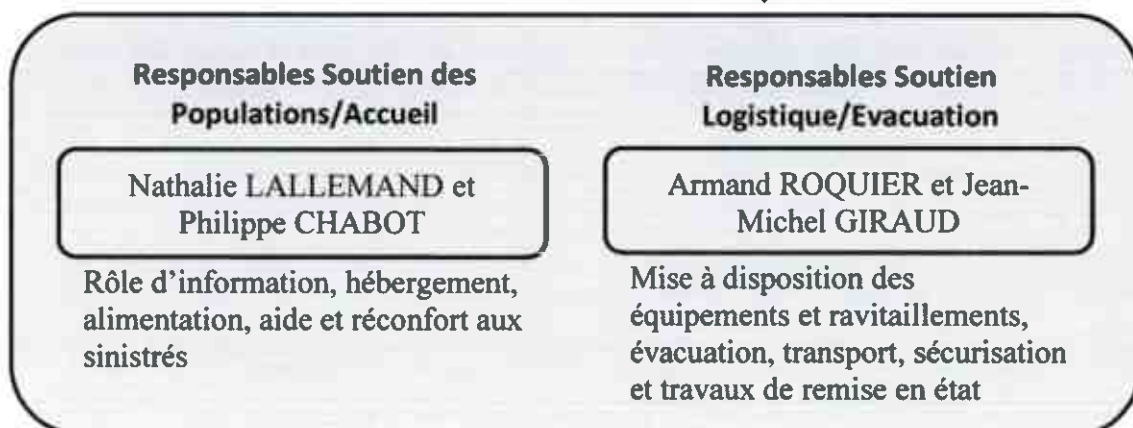 Responsables Soutien des
Populations/Accueil
Nathalie LALLEMAND et
Philippe CHABOT
Rôle d'information, hébergement,
alimentation, aide et réconfort aux
sinistrés
Responsables Soutien
Logistique/Evacuation
Armand ROQUIER et Jean-
Michel GIRAUD
Mise à disposition des
équipements et ravitaillements,
évacuation, transport, sécurisation
et travaux de remise en état